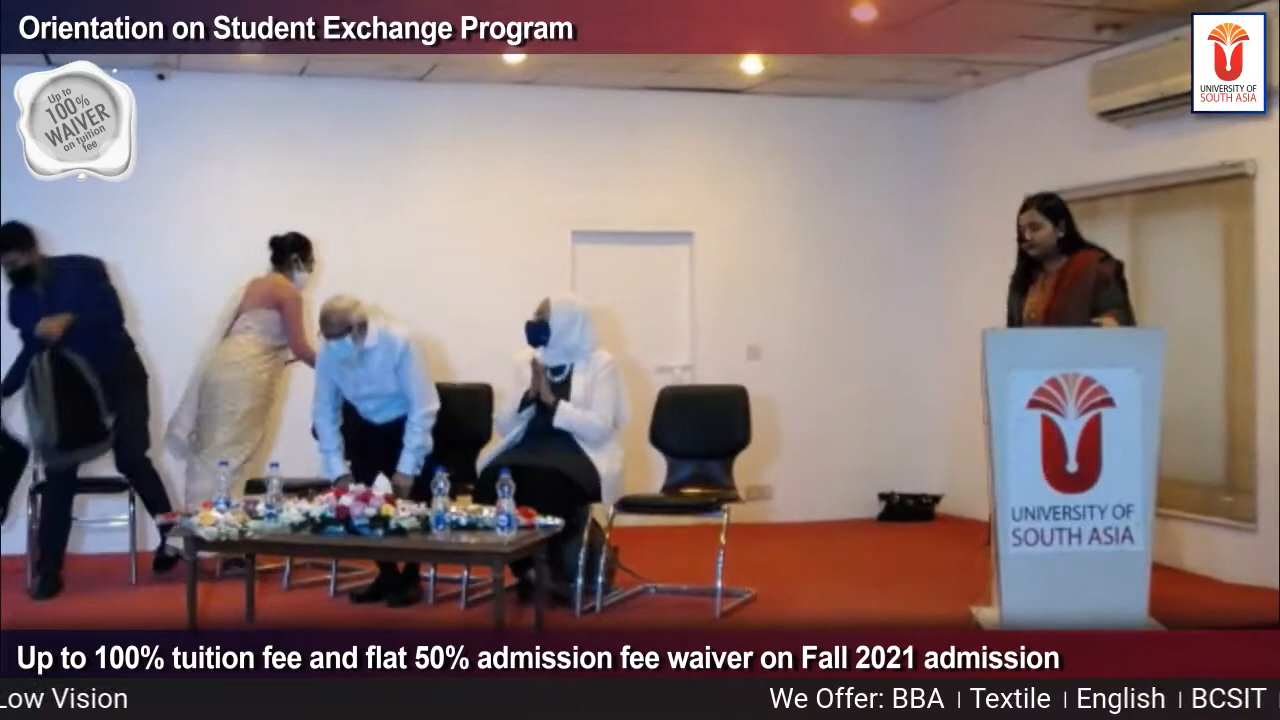 Orientation on Student Exchange Program
UNIVERSITY OF
SOUTH ASIA
Up to
100%
WAIVER
on tuition
fee
UNIVERSITY OF
SOUTH ASIA
Up to 100% tuition fee and flat 50% admission fee waiver on Fall 2021 admission
Low Vision
We Offer: BBA | Textile | English | BCSIT